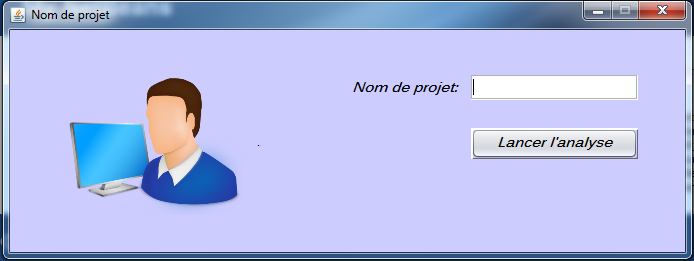 Nom de projet
Nom de projet:
Lancer l'analyse